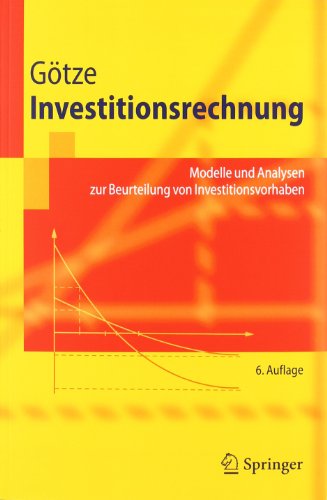 Götze
Investitionsrechnung
Modelle und Analysen
zur Beurteilung von Investitionsvorhaben
6. Auflage
Springer